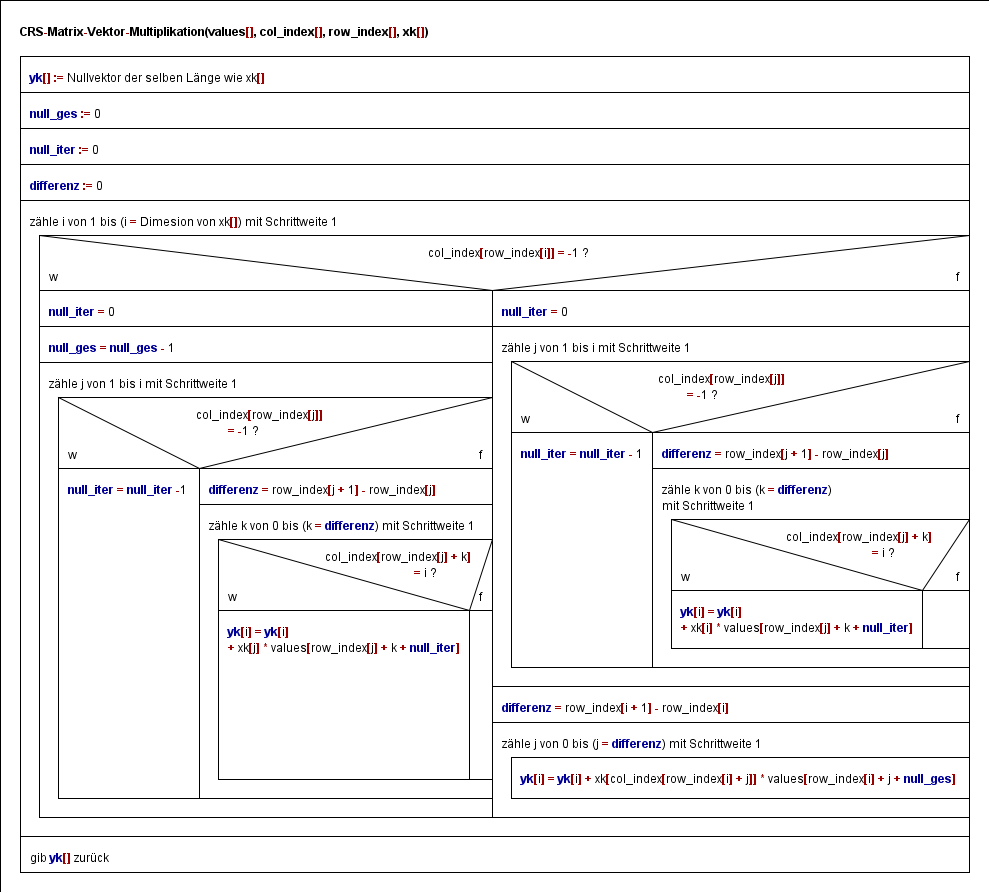 CRS-Matrix-Vektor-Multiplikation(values[], col_index[], row_index[], xk[])
yk[] := Nullvektor der selben Länge wie xk[]
null_ges := 0
null_iter := 0
differenz := 0
zähle i von 1 bis (i = Dimesion von xk[]) mit Schrittweite 1
col_index[row_index[i]] = -1 ?
w
f
null_iter = 0
null_ges = null_ges - 1
zähle j von 1 bis i mit Schrittweite 1
col_index[row_index[j]]
= -1 ?
w
f
null_iter = null_iter -1
differenz = row_index[j + 1] - row_index[j]
zähle k von 0 bis (k = differenz) mit Schrittweite 1
col_index[row_index[j] + k]
= i ?
w
f
yk[i] = yk[i]
+ xk[j] * values[row_index[j] + k + null_iter]
null_iter = 0
zähle j von 1 bis i mit Schrittweite 1
col_index[row_index[j]]
= -1 ?
w
f
null_iter = null_iter - 1
differenz = row_index[j + 1] - row_index[j]
zähle k von 0 bis (k = differenz)
mit Schrittweite 1
col_index[row_index[j] + k]
= i ?
w
f
yk[i] = yk[i]
+ xk[i] * values[row_index[j] + k + null_iter]
differenz = row_index[i + 1] - row_index[i]
zähle j von 0 bis (j = differenz) mit Schrittweite 1
yk[i] = yk[i] + xk[col_index[row_index[i] + j]] * values[row_index[i] + j + null_ges]
gib yk[] zurück